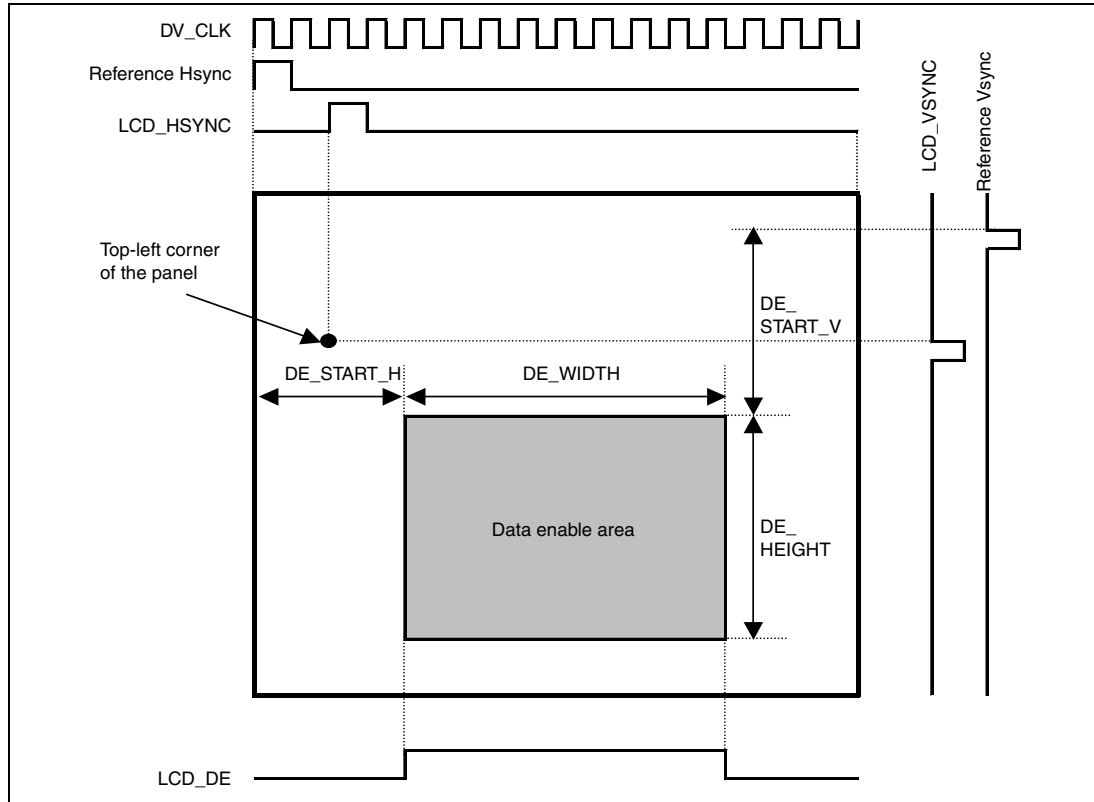 DV_CLK
Reference Hsync
LCD_HSYNC
LCD_VSYNC
Reference Vsync
Top-left corner
of the panel
DE_
START_V
DE_START_H
DE_WIDTH
Data enable area
DE_
HEIGHT
LCD_DE